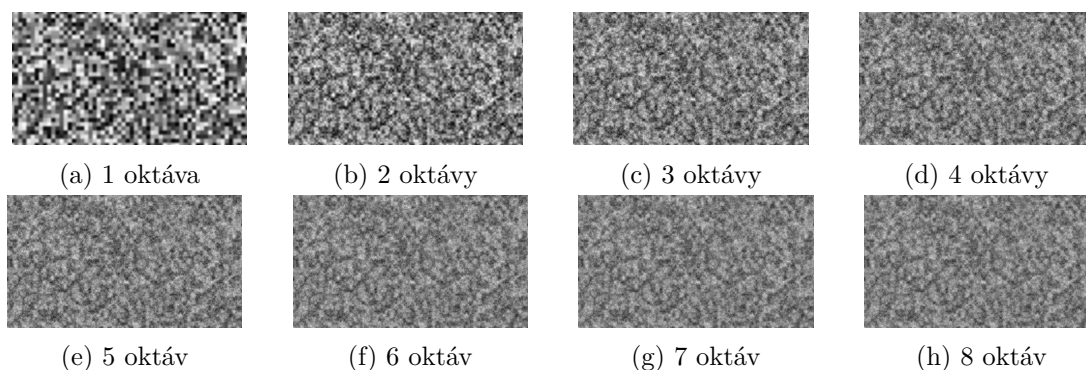 (a) 1 oktáva
(b) 2 oktávy
(c) 3 oktávy
(d) 4 oktávy
(e) 5 oktáv
(f) 6 oktáv
(g) 7 oktáv
(h) 8 oktáv